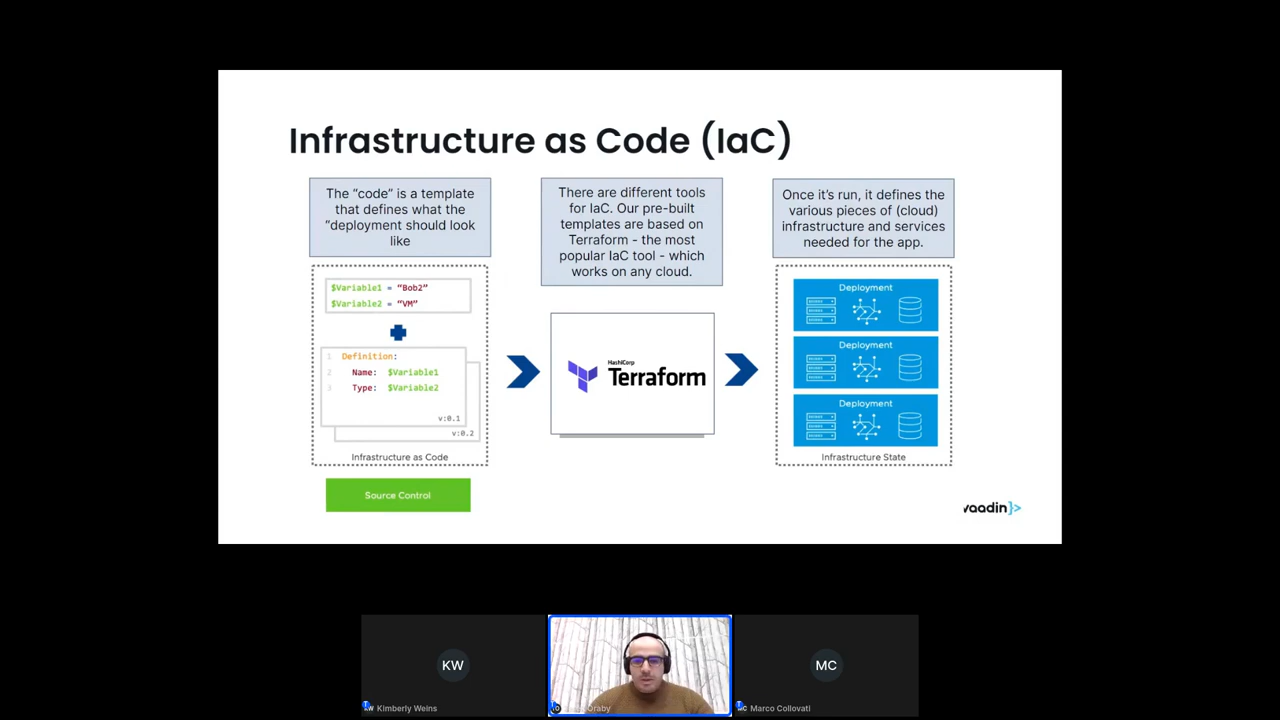 Infrastructure as Code (IaC)
The “code” is a template
that defines what the
“deployment should look
like
There are different tools
for IaC. Our pre-built
templates are based on
Terraform - the most
popular IaC tool - which
works on any cloud.
Once it’s run, it defines the
various pieces of (cloud)
infrastructure and services
needed for the app.
$Variable1 = “Bob2”
$Variable2 = “VM”
1 Definition:
2 Name: $Variable1
3 Type: $Variable2
v:0.1
v:0.2
Infrastructure as Code
Source Control
HashiCorp
Terraform
Deployment
Deployment
Deployment
Infrastructure State
vaadin}>
KW
Kimberly Weins
Oraby
MC
Marco Collovati